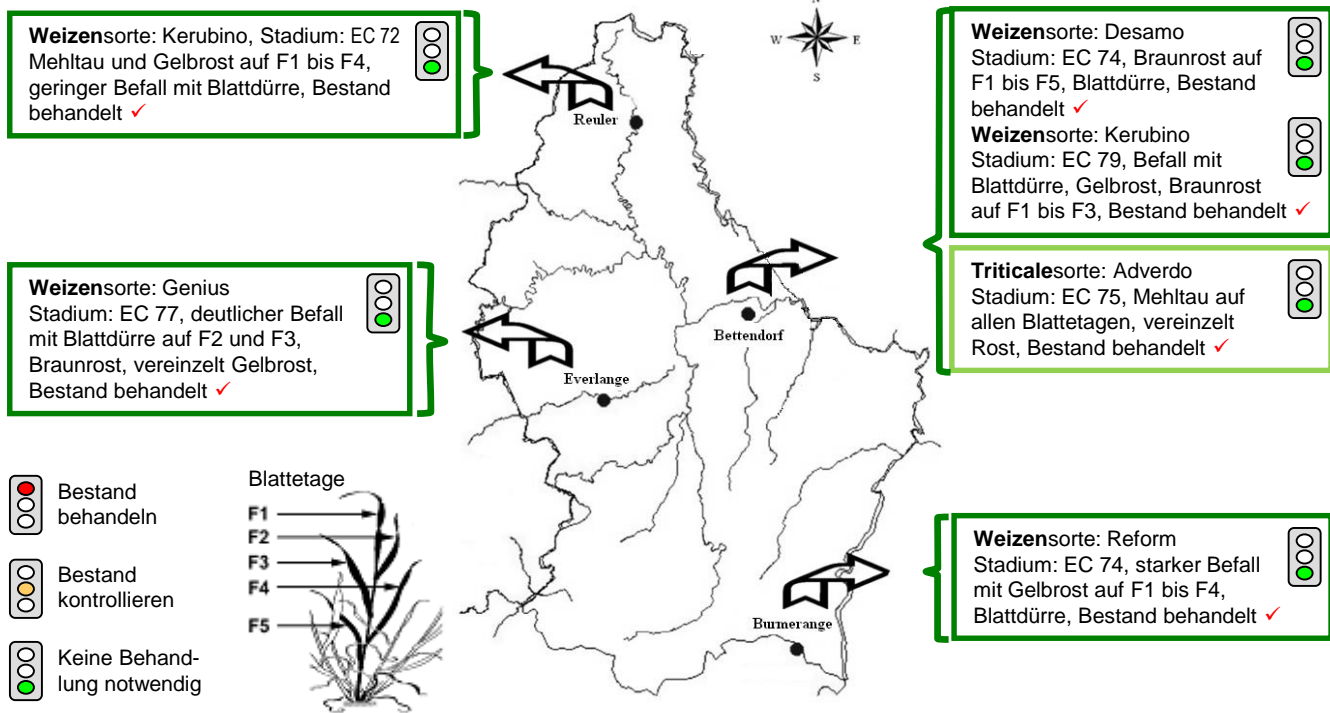 Weizensorte: Kerubino, Stadium: EC 72
Mehltau und Gelbrost auf F1 bis F4,
geringer Befall mit Blattdürre, Bestand
behandelt ✓
N
W E
S
Reuler
Weizensorte: Desamo
Stadium: EC 74, Braunrost auf
F1 bis F5, Blattdürre, Bestand
behandelt ✓
Weizensorte: Kerubino
Stadium: EC 79, Befall mit
Blattdürre, Gelbrost, Braunrost
auf F1 bis F3, Bestand behandelt ✓
Triticalesorte: Adverdo
Stadium: EC 75, Mehltau auf
allen Blattetagen, vereinzelt
Rost, Bestand behandelt ✓
Weizensorte: Genius
Stadium: EC 77, deutlicher Befall
mit Blattdürre auf F2 und F3,
Braunrost, vereinzelt Gelbrost,
Bestand behandelt ✓
Bettendorf
Everlange
Bestand
behandeln
Bestand
kontrollieren
Keine Behand-
lung notwendig
Blattetage
F1
F2
F3
F4
F5
Burmerange
Weizensorte: Reform
Stadium: EC 74, starker Befall
mit Gelbrost auf F1 bis F4,
Blattdürre, Bestand behandelt ✓